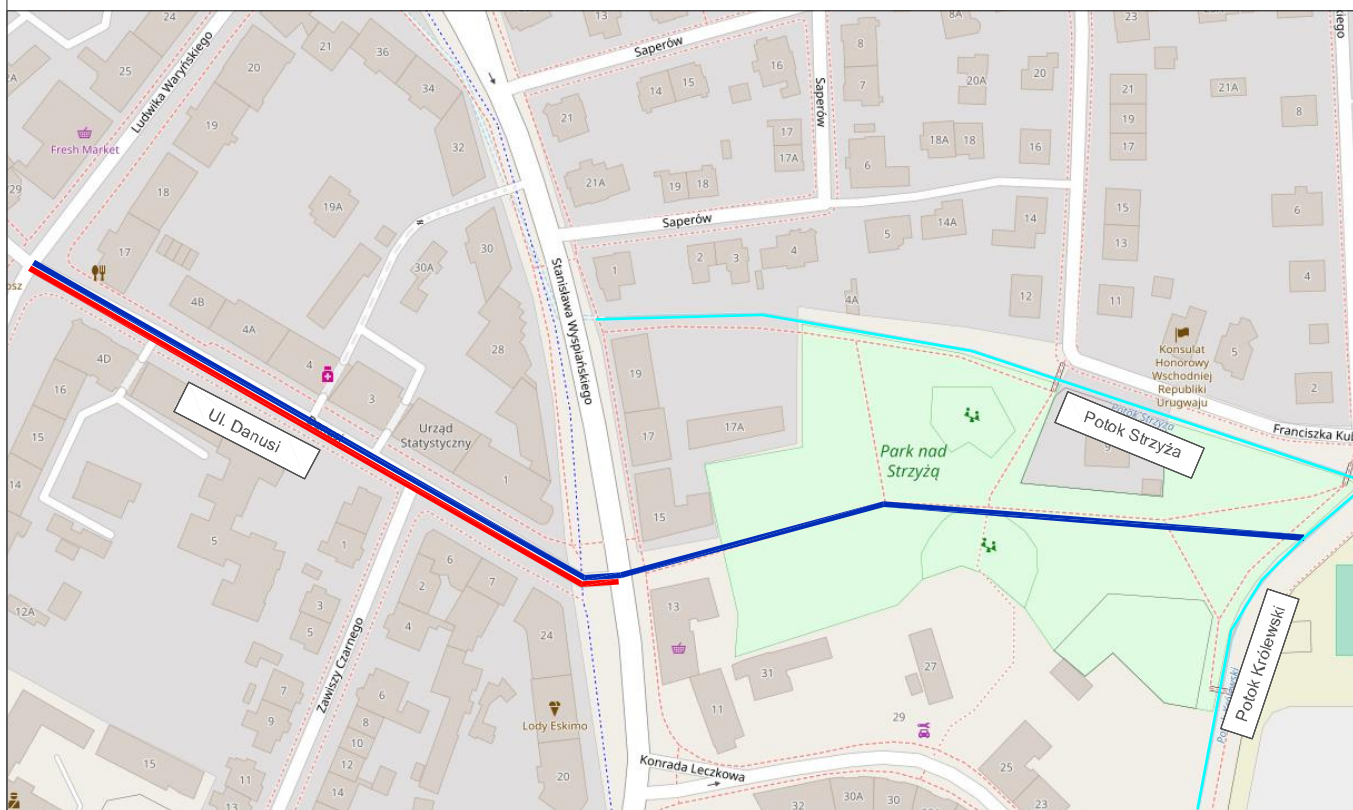 Ludwika Waryńskiego
Fresh Market
25
24
21
36
34
32
20
19
18
17
19A
13
Saperów
14
15
16
21
21A
19
18
17
17A
8
7
6
8A
20A
20
18A
18
16
23
21
19
17
21A
8
Saperów
Saperów
30
30A
28
Stanisława Wyspiańskiego
1
2
3
4
5
14A
14
15
13
6
4
12
11
4A
Konsulat
Honorowy
Wschodniej
Republiki
Urugwaju
5
2
4B
4A
4
3
4D
16
15
14
Ul. Danusi
Urząd
Statystyczny
1
19
17
17A
15
Park nad
Strzyżą
Potok Strzyża
Potok Strzyża
9
Franciszka Ku
5
1
6
2
7
4
3
5
12A
Zawiszy Czarnego
7
9
6
8
10
12
14
11
13
15
24
Lody Eskimo
20
13
11
31
27
29
25
23
Konrada Leczkowa
32
30A
30
Potok Królewski